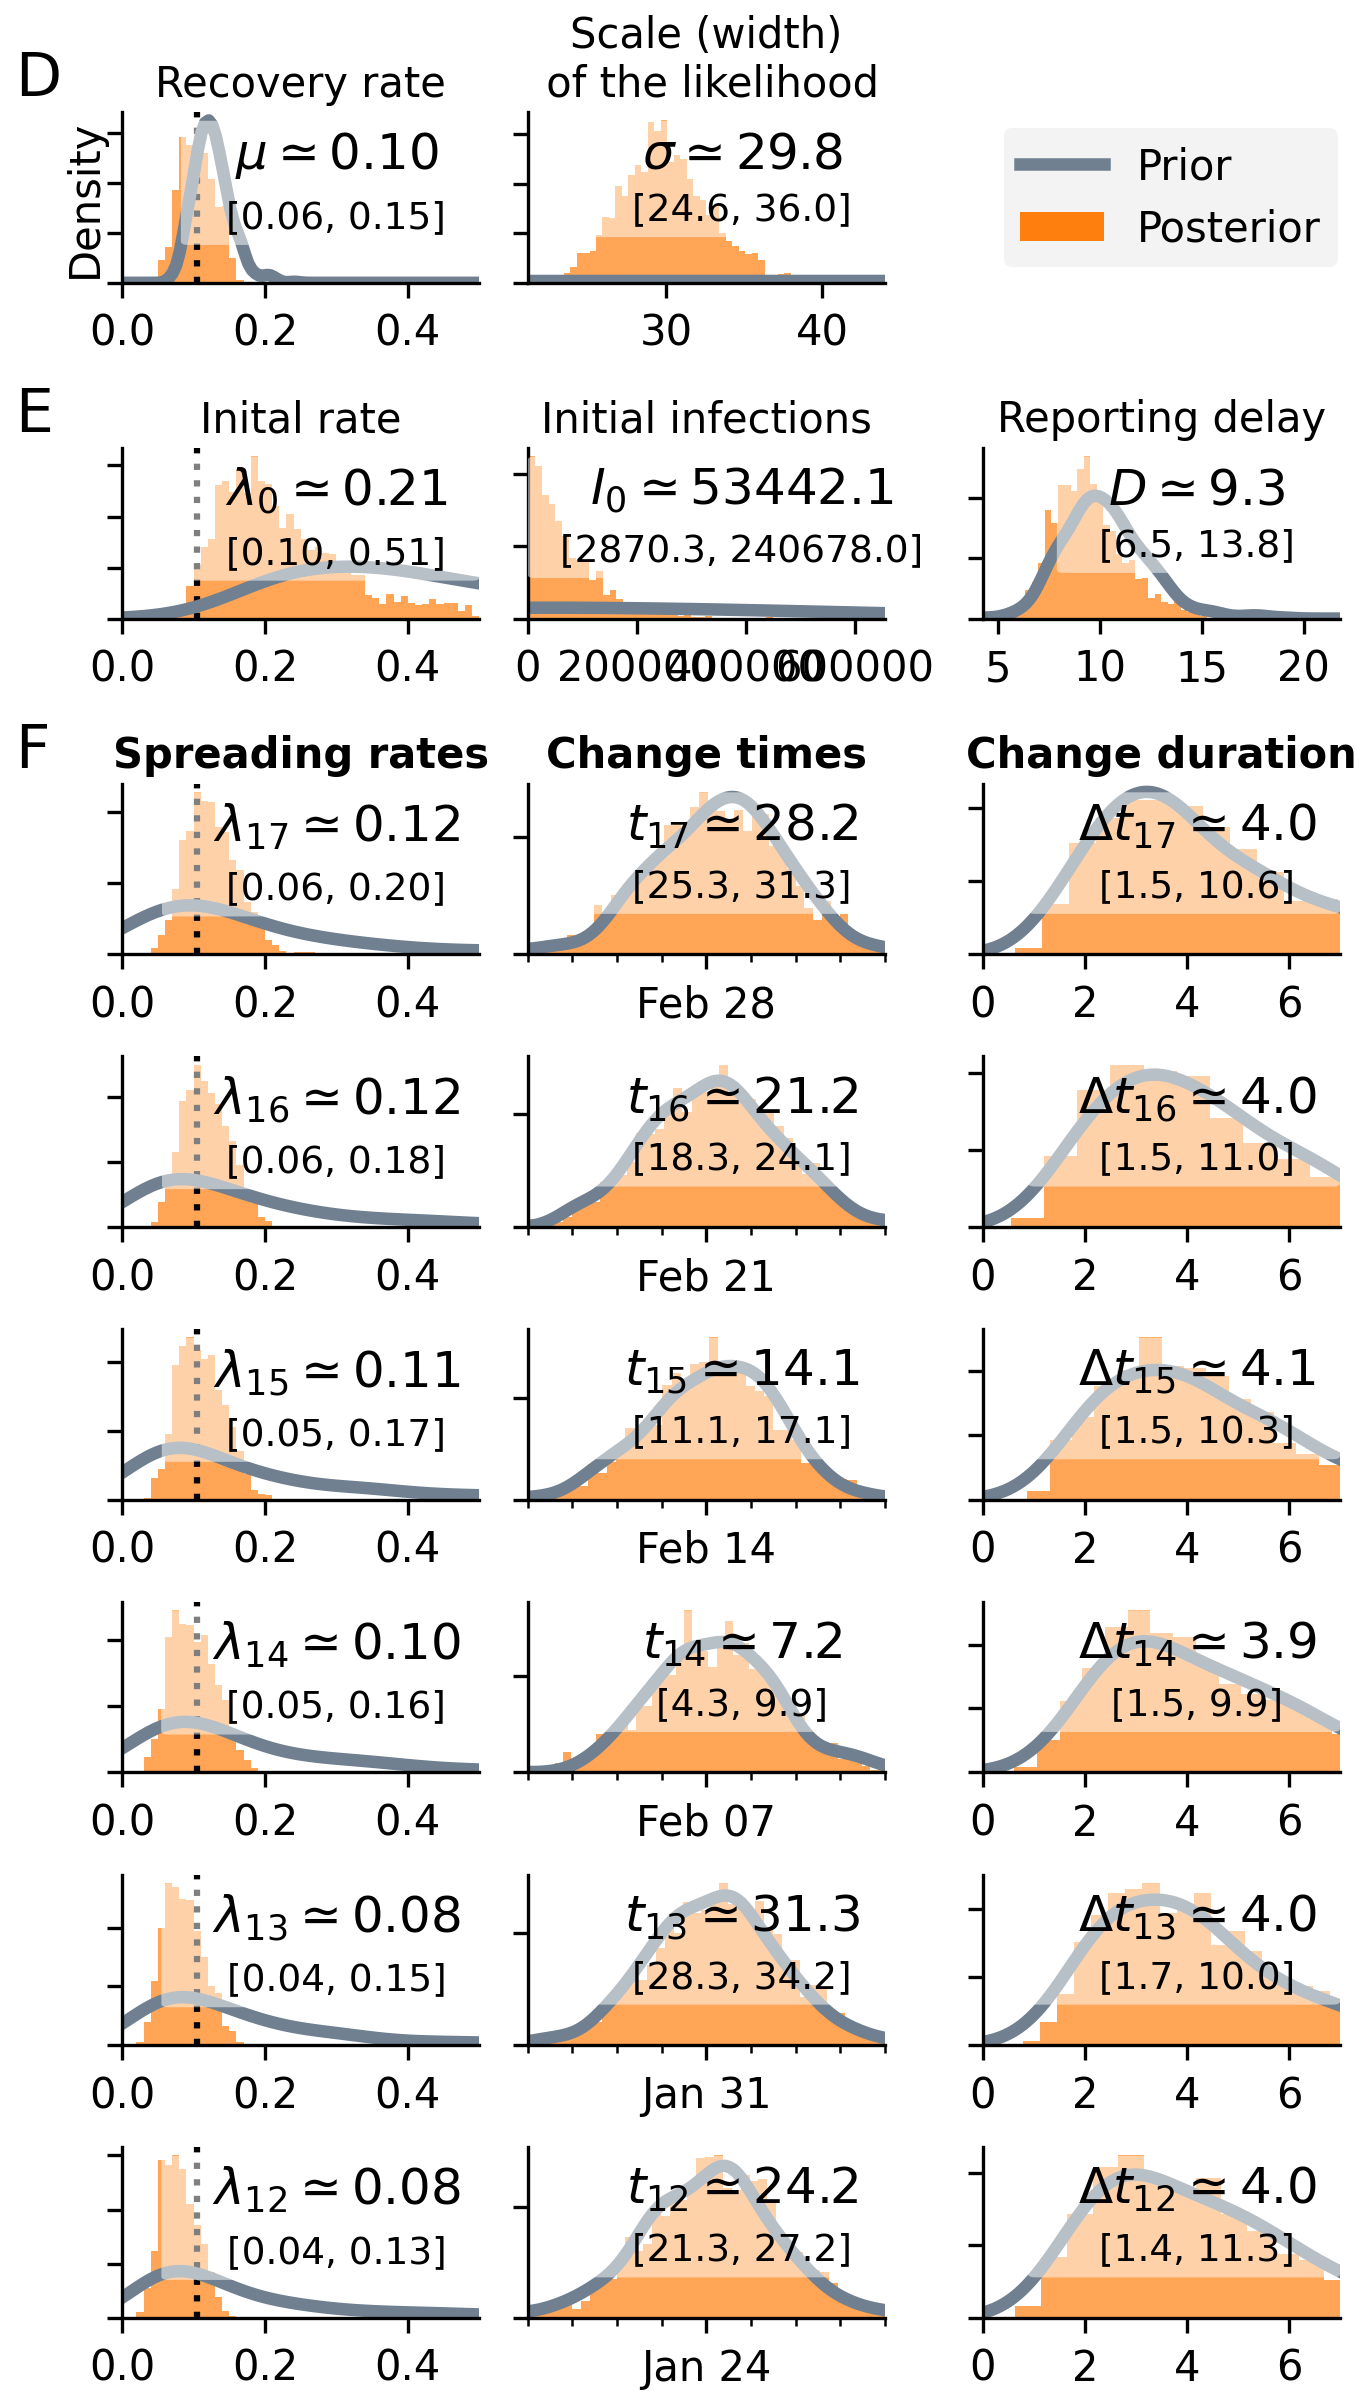 D
Recovery rate
Scale (width)
of the likelihood
Density
μ ≃ 0.10
[0.06, 0.15]
σ ≃ 29.8
[24.6, 36.0]
Prior
Posterior
0.0 0.2 0.4
30 40
E
Inital rate
Initial infections
Reporting delay
λ0 ≃ 0.21
[0.10, 0.51]
I0 ≃ 53442.1
[2870.3, 240678.0]
D ≃ 9.3
[6.5, 13.8]
0.0 0.2 0.4
0 200000 400000 600000
5 10 15 20
F
Spreading rates
Change times
Change duration
λ17 ≃ 0.12
[0.06, 0.20]
t17 ≃ 28.2
[25.3, 31.3]
Δt17 ≃ 4.0
[1.5, 10.6]
0.0 0.2 0.4
Feb 28
0 2 4 6
λ16 ≃ 0.12
[0.06, 0.18]
t16 ≃ 21.2
[18.3, 24.1]
Δt16 ≃ 4.0
[1.5, 11.0]
0.0 0.2 0.4
Feb 21
0 2 4 6
λ15 ≃ 0.11
[0.05, 0.17]
t15 ≃ 14.1
[11.1, 17.1]
Δt15 ≃ 4.1
[1.5, 10.3]
0.0 0.2 0.4
Feb 14
0 2 4 6
λ14 ≃ 0.10
[0.05, 0.16]
t14 ≃ 7.2
[4.3, 9.9]
Δt14 ≃ 3.9
[1.5, 9.9]
0.0 0.2 0.4
Feb 07
0 2 4 6
λ13 ≃ 0.08
[0.04, 0.15]
t13 ≃ 31.3
[28.3, 34.2]
Δt13 ≃ 4.0
[1.7, 10.0]
0.0 0.2 0.4
Jan 31
0 2 4 6
λ12 ≃ 0.08
[0.04, 0.13]
t12 ≃ 24.2
[21.3, 27.2]
Δt12 ≃ 4.0
[1.4, 11.3]
0.0 0.2 0.4
Jan 24
0 2 4 6